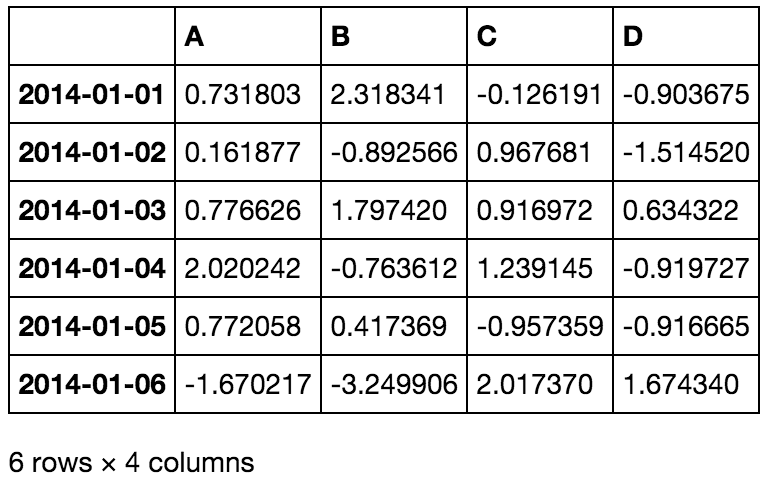 A B C D
2014-01-01 0.731803 2.318341 -0.126191 -0.903675
2014-01-02 0.161877 -0.892566 0.967681 -1.514520
2014-01-03 0.776626 1.797420 0.916972 0.634322
2014-01-04 2.020242 -0.763612 1.239145 -0.919727
2014-01-05 0.772058 0.417369 -0.957359 -0.916665
2014-01-06 -1.670217 -3.249906 2.017370 1.674340
6 rows × 4 columns